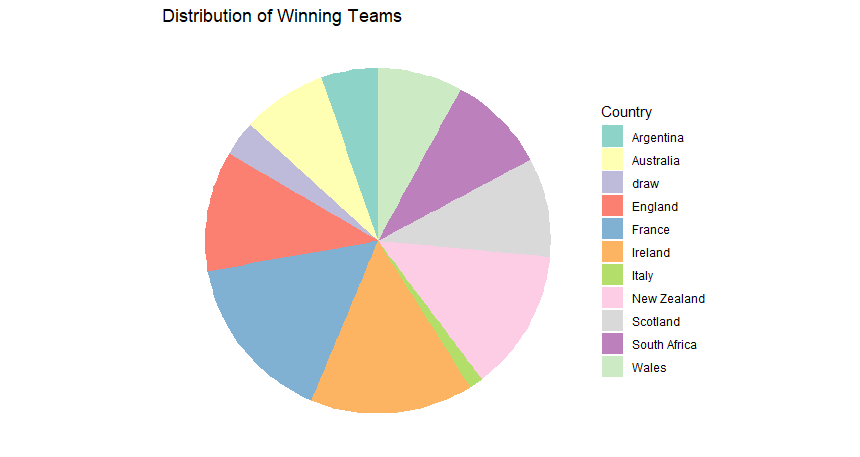 Distribution of Winning Teams
Country
Argentina
Australia
draw
England
France
Ireland
Italy
New Zealand
Scotland
South Africa
Wales